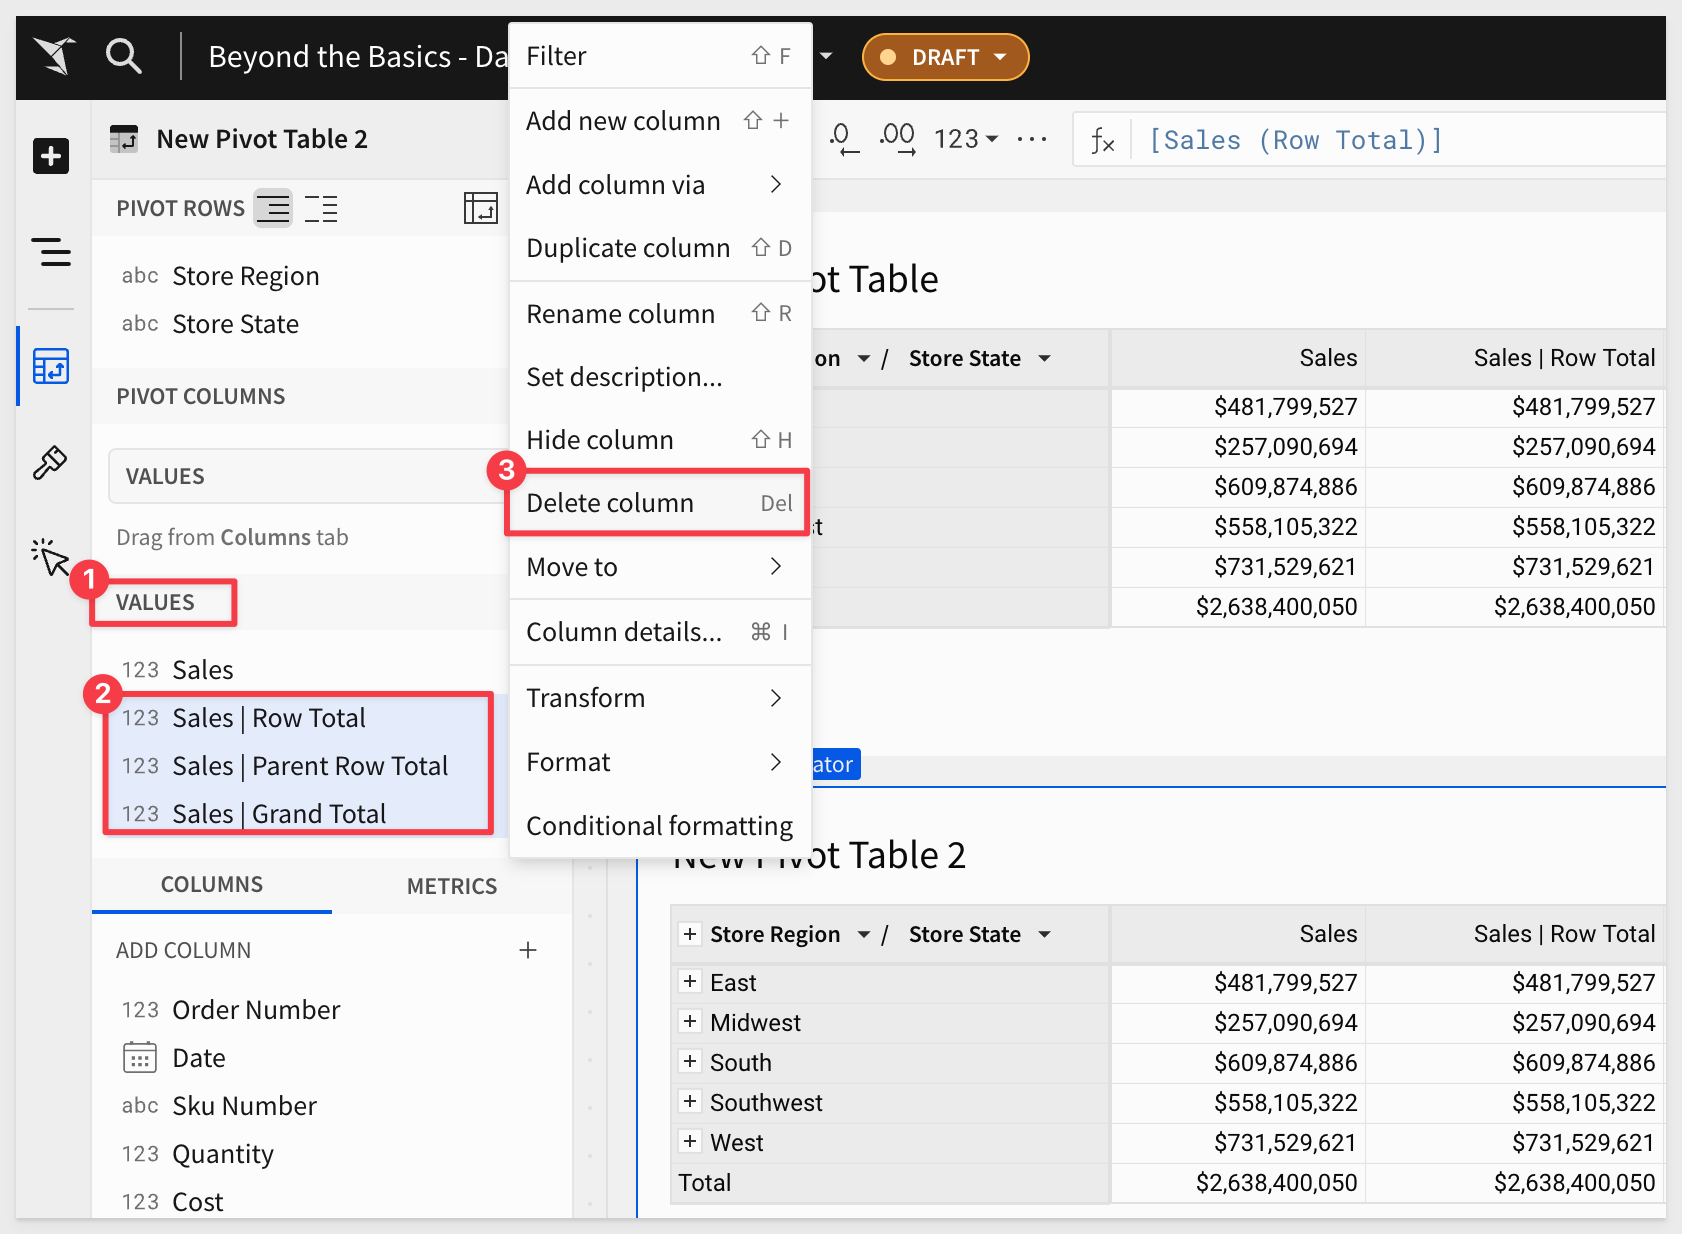 Beyond the Basics - Da
DRAFT
New Pivot Table 2
.0 .00 123 ...
fx [Sales (Row Total)]
PIVOT ROWS
abc Store Region
abc Store State
PIVOT COLUMNS
VALUES
Drag from Columns tab
1
VALUES
123 Sales
2
123 Sales | Row Total
123 Sales | Parent Row Total
123 Sales | Grand Total
COLUMNS METRICS
ADD COLUMN +
123 Order Number
Date
abc Sku Number
123 Quantity
123 Cost
Filter ⇧ F
Add new column ⇧ +
Add column via
Duplicate column ⇧ D
Rename column ⇧ R
Set description...
Hide column ⇧ H
3
Delete column Del
Move to
Column details... ⌘ I
Transform
Format
Conditional formatting
ot Table
on / Store State Sales Sales | Row Total
$481,799,527 $481,799,527
$257,090,694 $257,090,694
$609,874,886 $609,874,886
st $558,105,322 $558,105,322
$731,529,621 $731,529,621
$2,638,400,050 $2,638,400,050
ator
New Pivot Table 2
+ Store Region / Store State Sales Sales | Row Total
+ East $481,799,527 $481,799,527
+ Midwest $257,090,694 $257,090,694
+ South $609,874,886 $609,874,886
+ Southwest $558,105,322 $558,105,322
+ West $731,529,621 $731,529,621
Total $2,638,400,050 $2,638,400,050